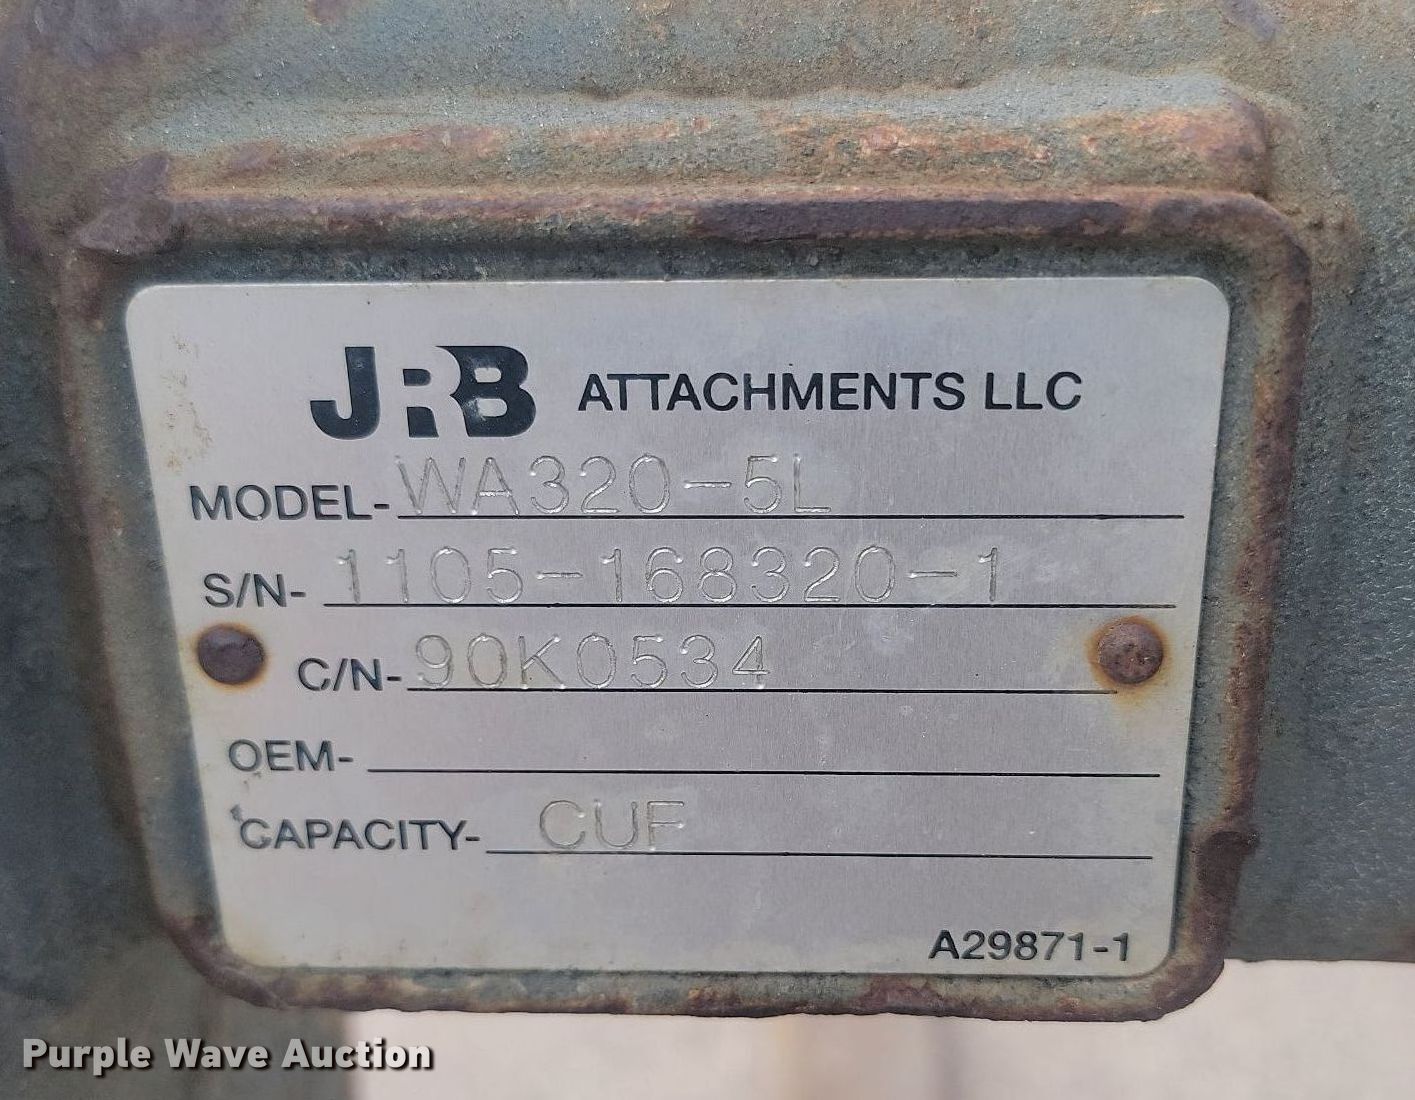 JRB ATTACHMENTS LLC
MODEL- WA320-5L
S/N- 1105-168320-1
C/N- 90K0534
OEM-
CAPACITY- CUF
A29871-1
Purple Wave Auction